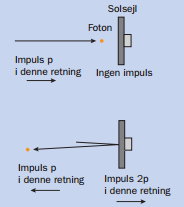 Solsejl
Foton
Impuls p
i denne retning
Ingen impuls
Impuls p
i denne retning
Impuls 2p
i denne retning